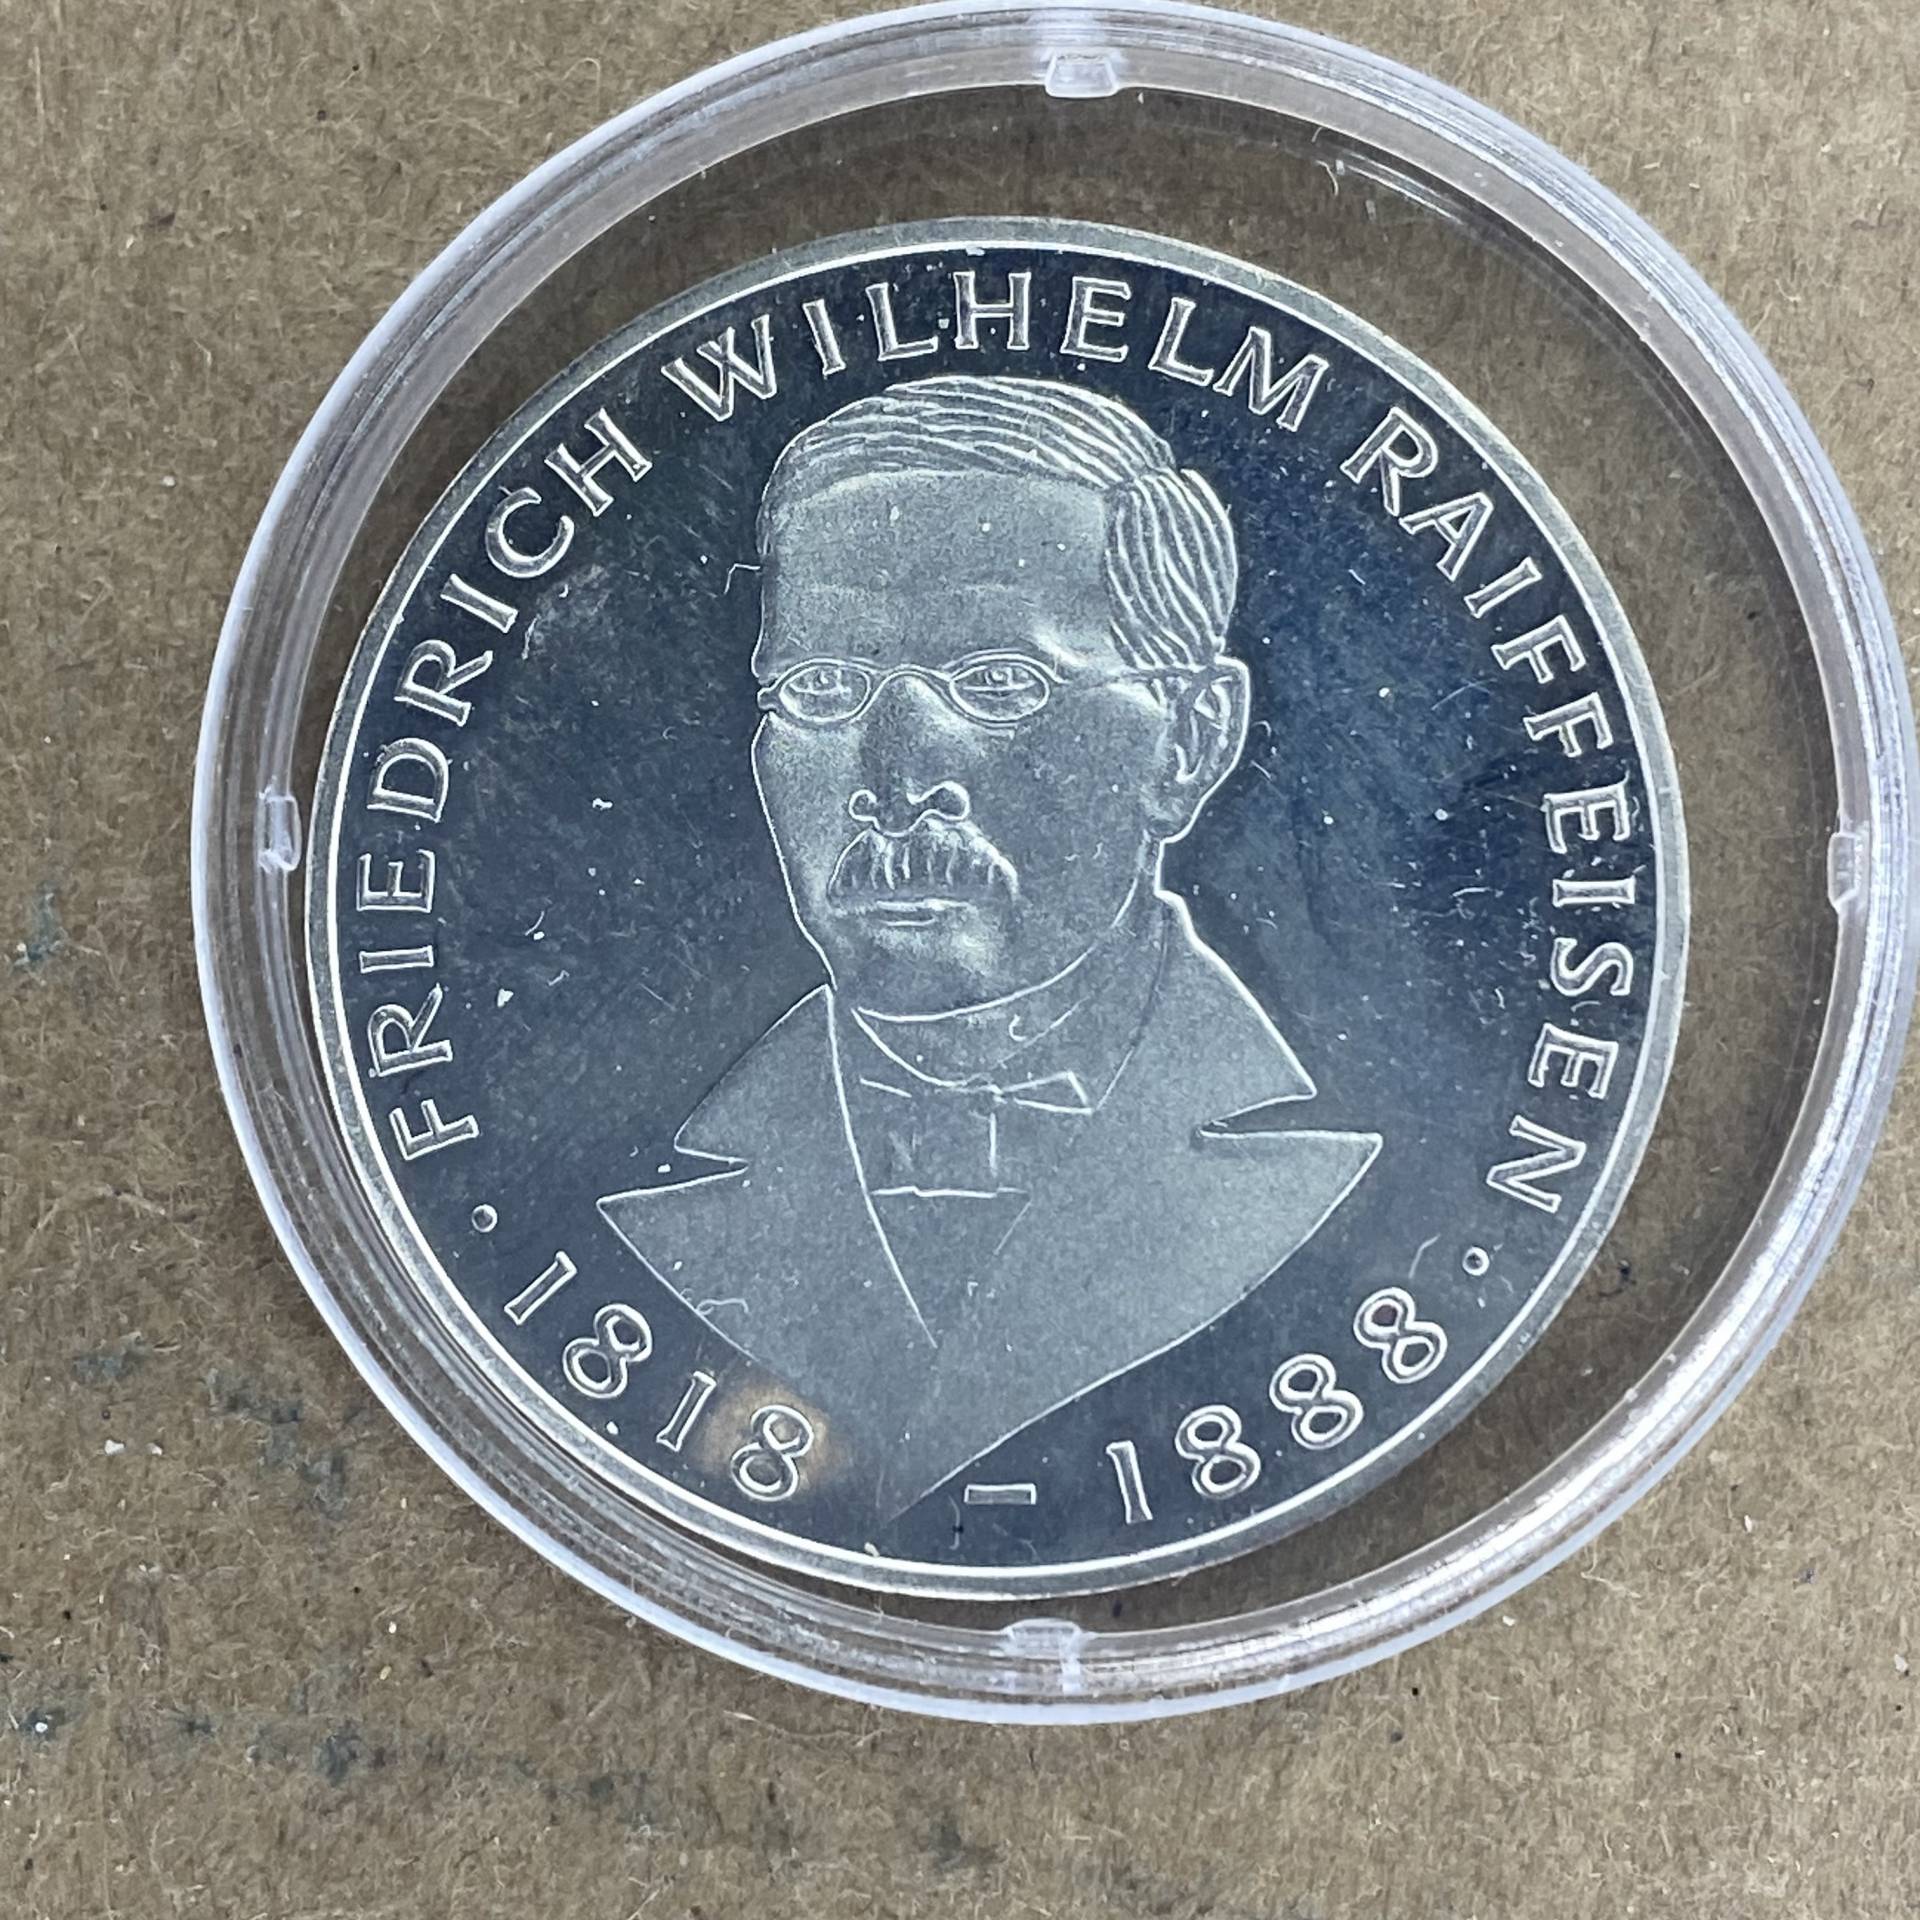 · FRIEDRICH WILHELM RAIFFEISEN ·
1818 – 1888